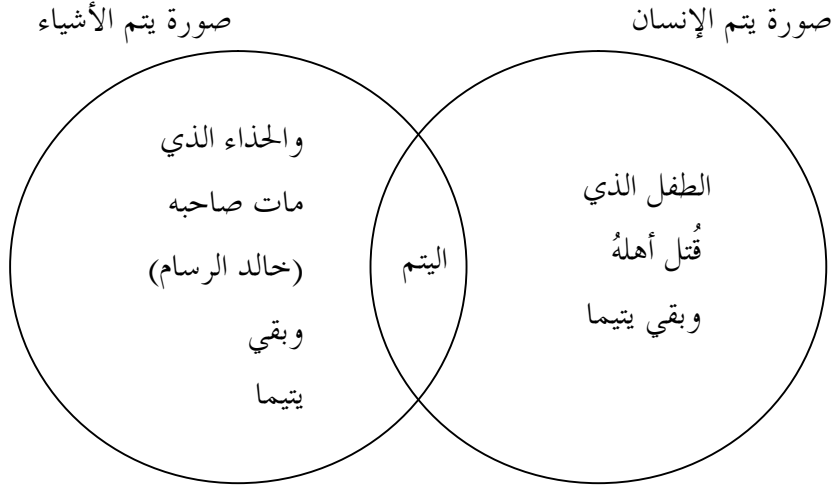 صورة يتم الإنسان
صورة يتم الأشياء
الطفل الذي
قُتل أهلهُ
وبقي يتيما
اليتم
والحذاء الذي
مات صاحبه
(خالد الرسام)
وبقي
يتيما